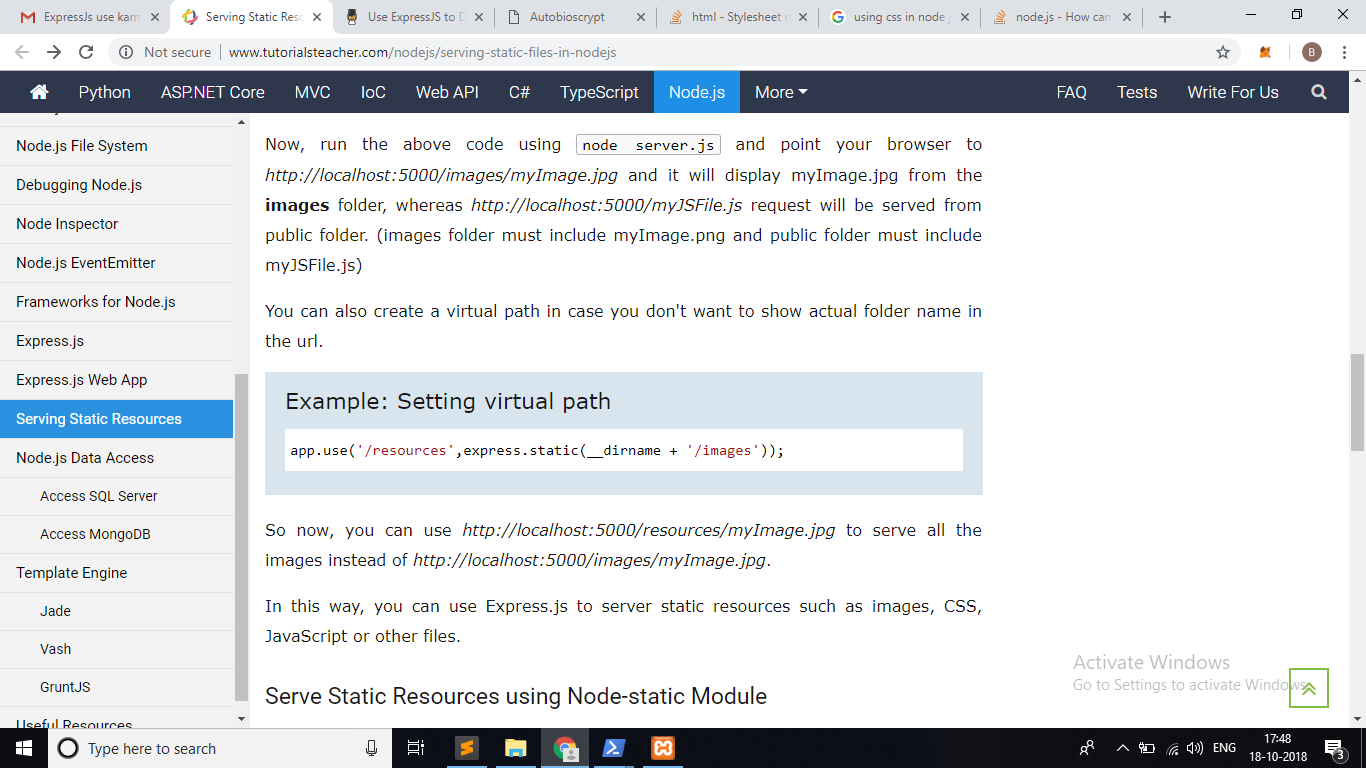 ExpressJs use karn
Serving Static Reso
Use ExpressJS to D
Autobioscrypt
html - Stylesheet n
using css in node j
node.js - How can
Not secure
www.tutorialsteacher.com/nodejs/serving-static-files-in-nodejs
B
Python ASP.NET Core MVC IoC Web API C# TypeScript Node.js More FAQ Tests Write For Us
Node.js File System
Debugging Node.js
Node Inspector
Node.js EventEmitter
Frameworks for Node.js
Express.js
Express.js Web App
Serving Static Resources
Node.js Data Access
Access SQL Server
Access MongoDB
Template Engine
Jade
Vash
GruntJS
Useful Resources
Now, run the above code using node server.js and point your browser to
http://localhost:5000/images/myImage.jpg and it will display myImage.jpg from the
images folder, whereas http://localhost:5000/myJSFile.js request will be served from
public folder. (images folder must include myImage.png and public folder must include
myJSFile.js)
You can also create a virtual path in case you don't want to show actual folder name in
the url.
Example: Setting virtual path
app.use('/resources',express.static(__dirname + '/images'));
So now, you can use http://localhost:5000/resources/myImage.jpg to serve all the
images instead of http://localhost:5000/images/myImage.jpg.
In this way, you can use Express.js to server static resources such as images, CSS,
JavaScript or other files.
Serve Static Resources using Node-static Module
Activate Windows
Go to Settings to activate Windows.
Type here to search
ENG
17:48
18-10-2018
3